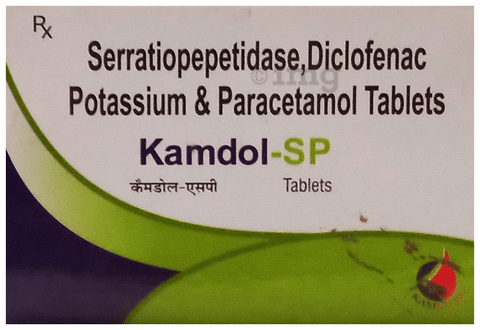 Rx
Serratiopepetidase,Diclofenac
Potassium & Paracetamol Tablets
Kamdol-SP
कैमडोल-एसपी Tablets